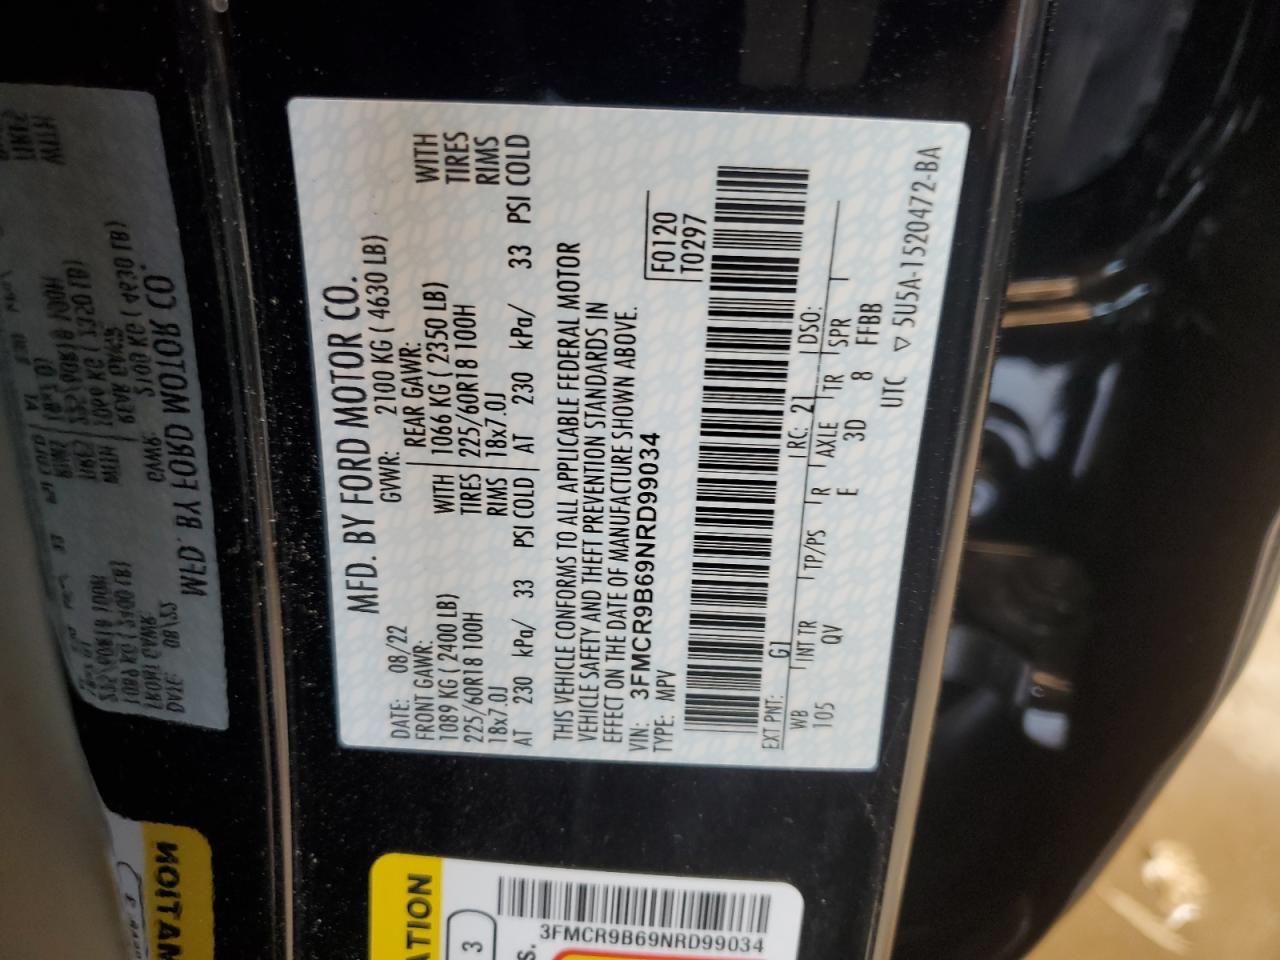 MFD. BY FORD MOTOR CO.
DATE: 08/22 GVWR: 2100 KG ( 4630 LB)
FRONT GAWR: REAR GAWR:
1089 KG ( 2400 LB) WITH 1066 KG ( 2350 LB) WITH
225/60R18 100H TIRES 225/60R18 100H TIRES
18x7.0J RIMS 18x7.0J RIMS
AT 230 kPa/ 33 PSI COLD AT 230 kPa/ 33 PSI COLD
THIS VEHICLE CONFORMS TO ALL APPLICABLE FEDERAL MOTOR
VEHICLE SAFETY AND THEFT PREVENTION STANDARDS IN
EFFECT ON THE DATE OF MANUFACTURE SHOWN ABOVE.
VIN: 3FMCR9B69NRD99034
TYPE: MPV
F0120
T0297
EXT PNT: G1 RC: 21 DSO:
WB INT TR TP/PS R AXLE TR SPR
105 QV E 3D 8 FFBB
UTC ▽ 5U5A-1520472-BA
ATION
3
S.
3FMCR9B69NRD99034